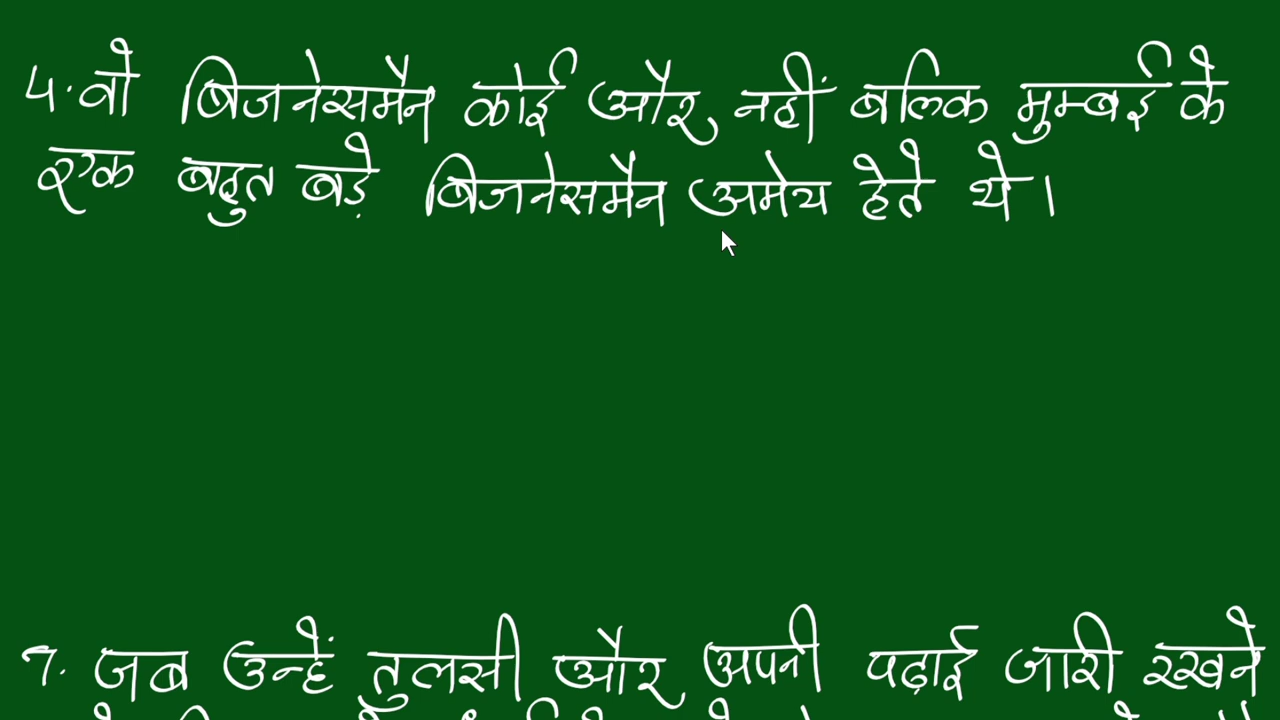 4. वो बिजनेसमैन कोई और नहीं बल्कि मुम्बई के
एक बहुत बड़े बिजनेसमैन अमेय हेते थे।
7. जब उन्हें तुलसी और अपनी पढ़ाई जारी रखने